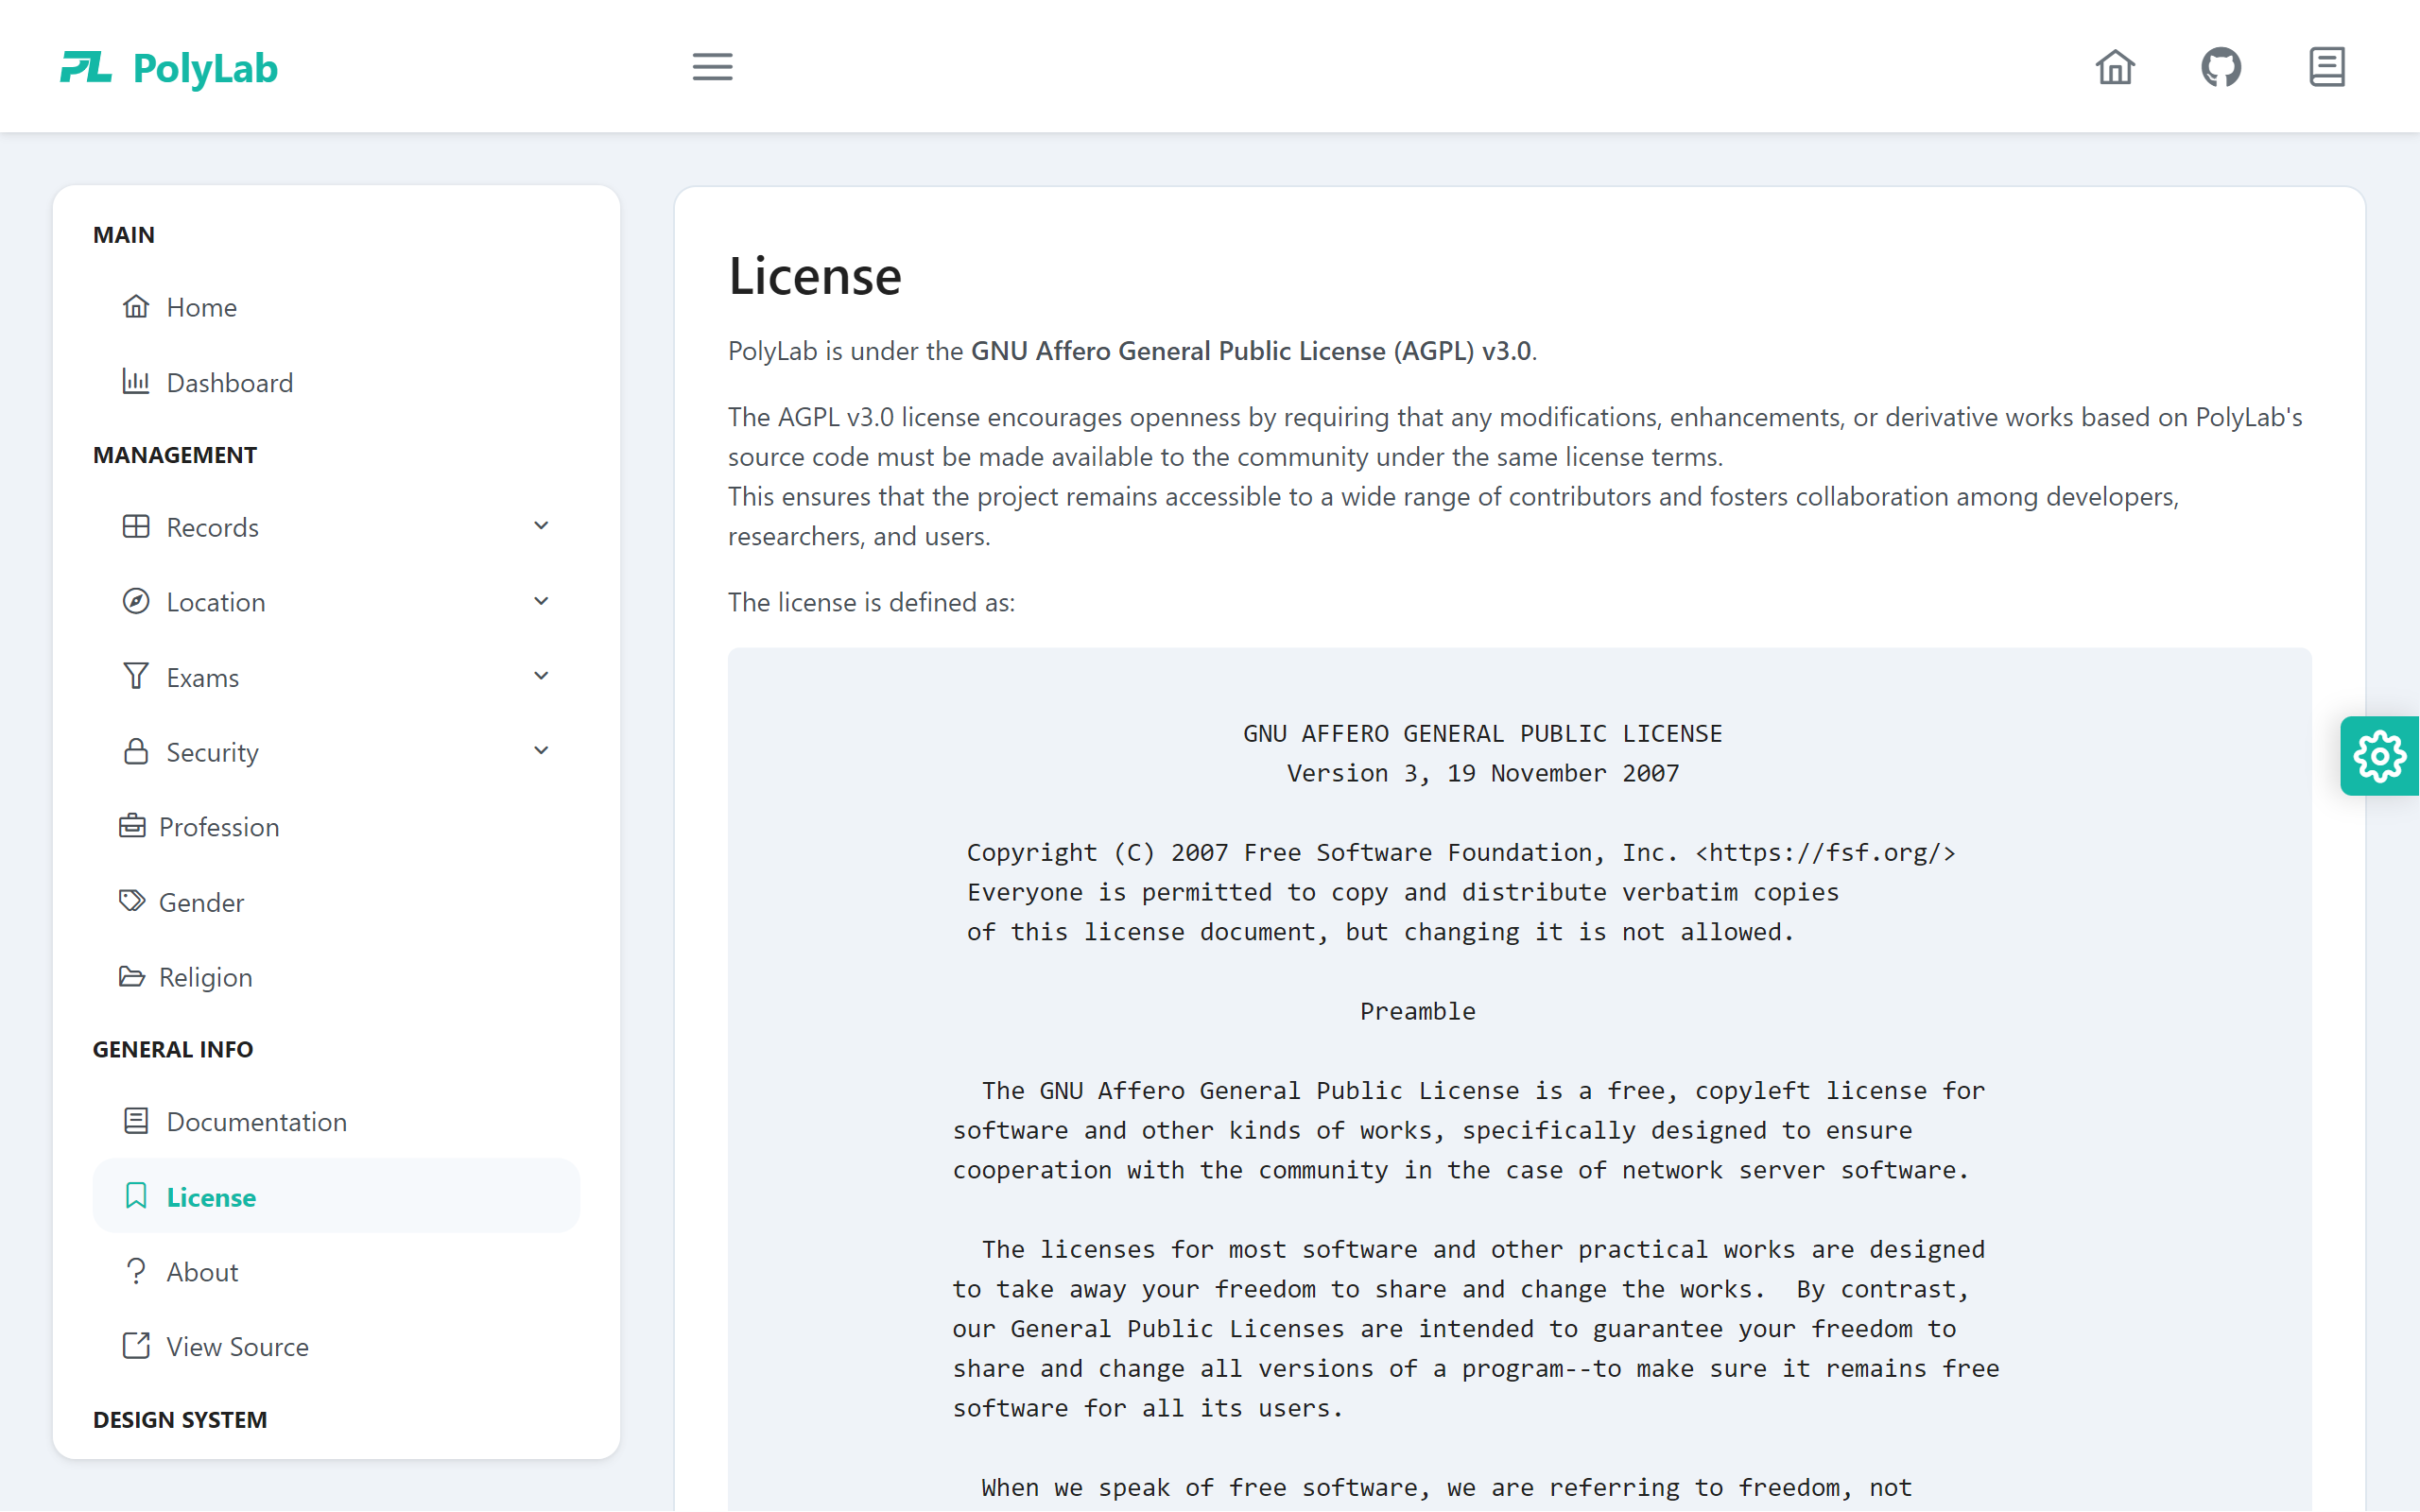 PolyLab
MAIN
Home
Dashboard
MANAGEMENT
Records
Location
Exams
Security
Profession
Gender
Religion
GENERAL INFO
Documentation
License
About
View Source
DESIGN SYSTEM
License
PolyLab is under the GNU Affero General Public License (AGPL) v3.0.
The AGPL v3.0 license encourages openness by requiring that any modifications, enhancements, or derivative works based on PolyLab's
source code must be made available to the community under the same license terms.
This ensures that the project remains accessible to a wide range of contributors and fosters collaboration among developers,
researchers, and users.
The license is defined as:
GNU AFFERO GENERAL PUBLIC LICENSE
Version 3, 19 November 2007
Copyright (C) 2007 Free Software Foundation, Inc. <https://fsf.org/>
Everyone is permitted to copy and distribute verbatim copies
of this license document, but changing it is not allowed.
Preamble
The GNU Affero General Public License is a free, copyleft license for
software and other kinds of works, specifically designed to ensure
cooperation with the community in the case of network server software.
The licenses for most software and other practical works are designed
to take away your freedom to share and change the works.  By contrast,
our General Public Licenses are intended to guarantee your freedom to
share and change all versions of a program--to make sure it remains free
software for all its users.
When we speak of free software, we are referring to freedom, not